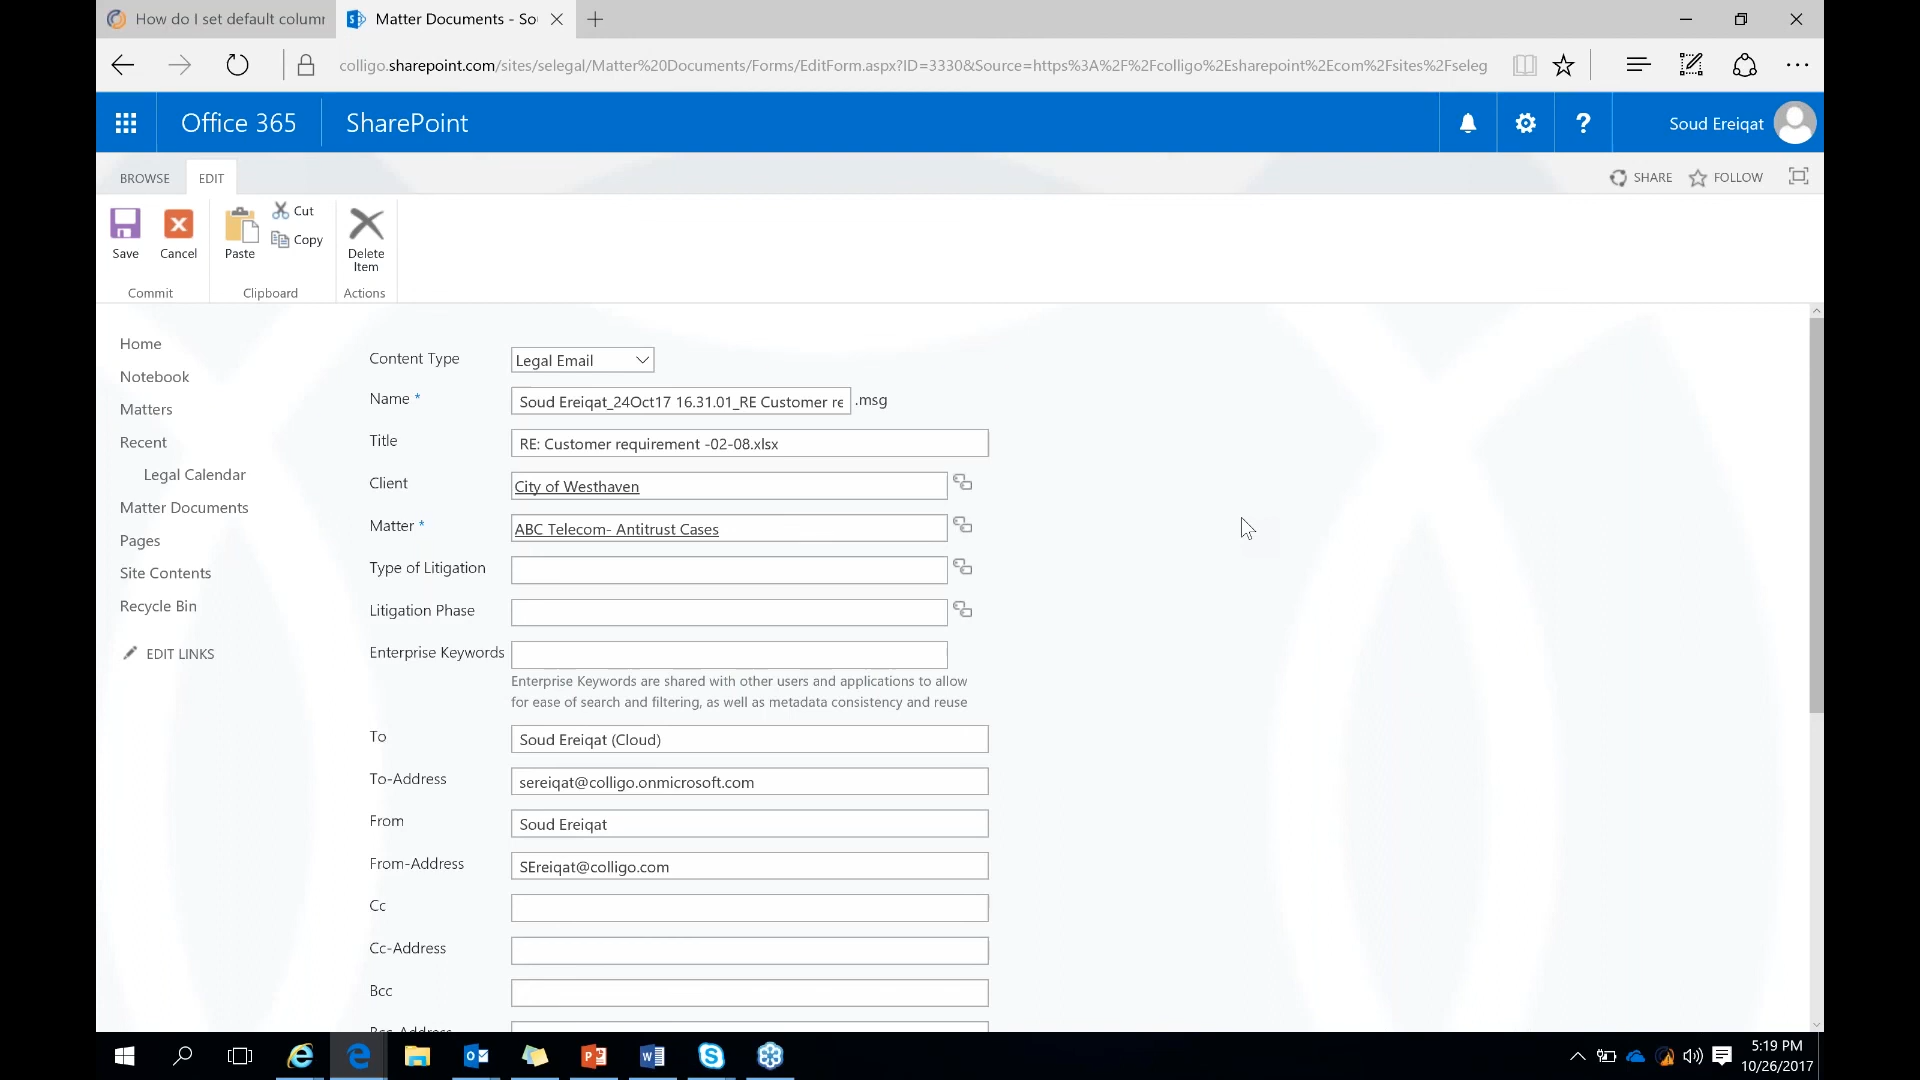 How do I set default column
Matter Documents - So
colligo.sharepoint.com/sites/selegal/Matter%20Documents/Forms/EditForm.aspx?ID=3330&Source=https%3A%2F%2Fcolligo%2Esharepoint%2Ecom%2Fsites%2Fseleg
Office 365
SharePoint
?
Soud Ereiqat
BROWSE
EDIT
SHARE
FOLLOW
Save
Cancel
Paste
Cut
Copy
Delete
Item
Commit
Clipboard
Actions
Home
Notebook
Matters
Recent
Legal Calendar
Matter Documents
Pages
Site Contents
Recycle Bin
EDIT LINKS
Content Type
Legal Email
Name *
Soud Ereiqat_24Oct17 16.31.01_RE Customer re .msg
Title
RE: Customer requirement -02-08.xlsx
Client
City of Westhaven
Matter *
ABC Telecom- Antitrust Cases
Type of Litigation
Litigation Phase
Enterprise Keywords
Enterprise Keywords are shared with other users and applications to allow
for ease of search and filtering, as well as metadata consistency and reuse
To
Soud Ereiqat (Cloud)
To-Address
sereiqat@colligo.onmicrosoft.com
From
Soud Ereiqat
From-Address
SEreiqat@colligo.com
Cc
Cc-Address
Bcc
Bcc-Address
5:19 PM
10/26/2017